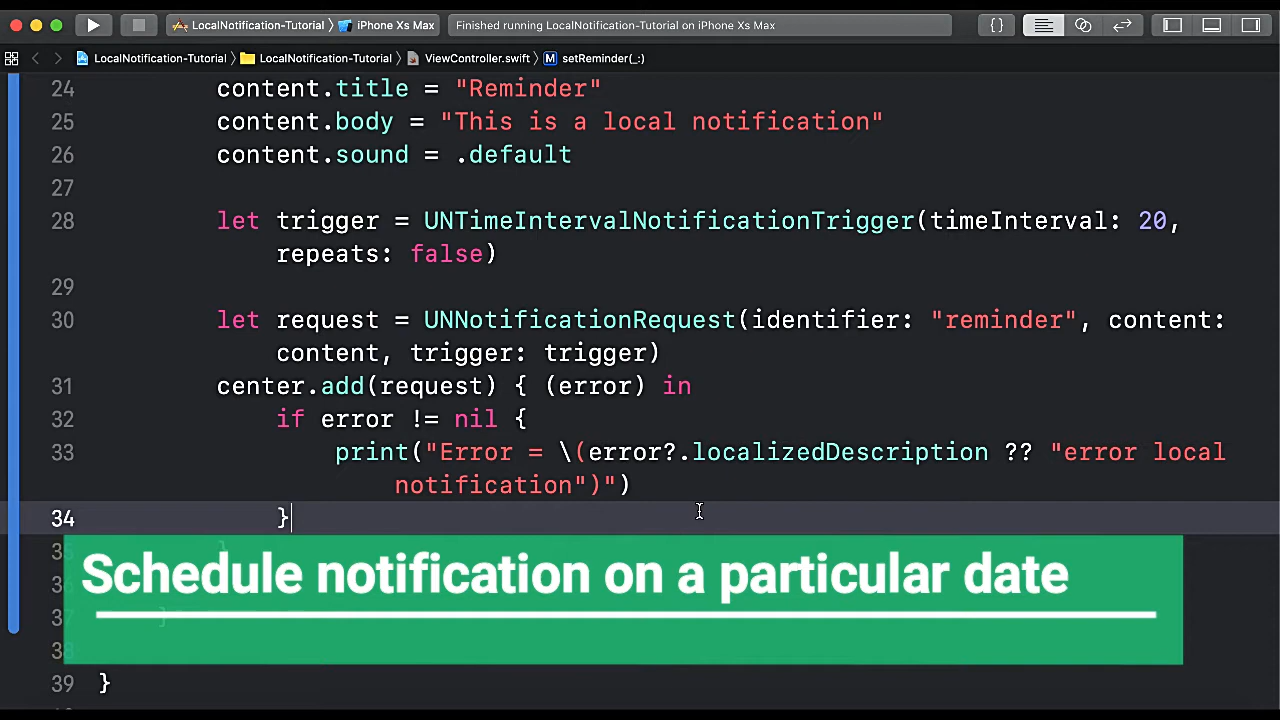 LocalNotification-Tutorial iPhone Xs Max Finished running LocalNotification-Tutorial on iPhone Xs Max {}
LocalNotification-Tutorial LocalNotification-Tutorial ViewController.swift M setReminder(_:)
24 content.title = "Reminder"
25 content.body = "This is a local notification"
26 content.sound = .default
27
28 let trigger = UNTimeIntervalNotificationTrigger(timeInterval: 20,
repeats: false)
29
30 let request = UNNotificationRequest(identifier: "reminder", content:
content, trigger: trigger)
31 center.add(request) { (error) in
32 if error != nil {
33 print("Error = \(error?.localizedDescription ?? "error local
notification")")
34 }
35 }
Schedule notification on a particular date
36
37 }
38
39 }